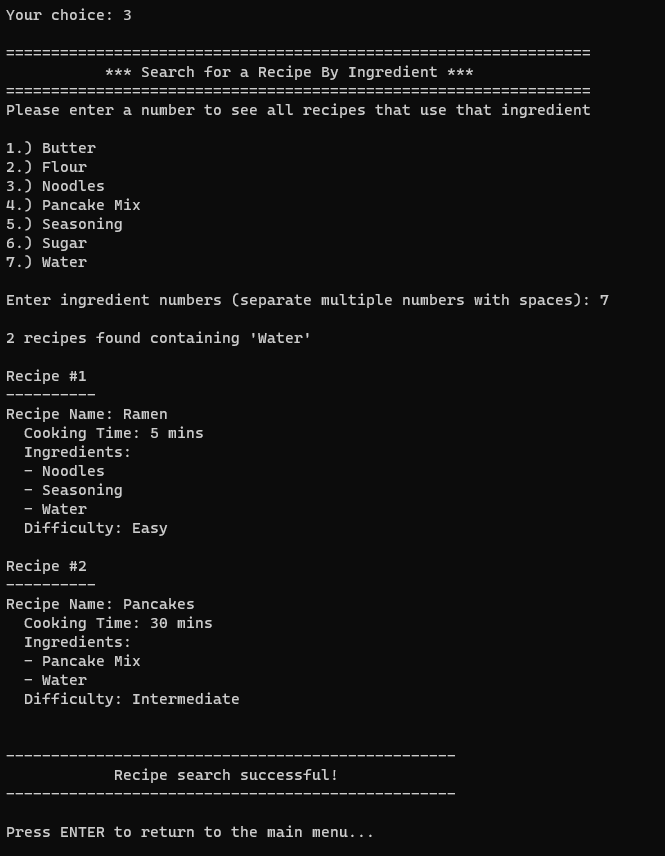 Your choice: 3
=================================================================
*** Search for a Recipe By Ingredient ***
=================================================================
Please enter a number to see all recipes that use that ingredient
1.) Butter
2.) Flour
3.) Noodles
4.) Pancake Mix
5.) Seasoning
6.) Sugar
7.) Water
Enter ingredient numbers (separate multiple numbers with spaces): 7
2 recipes found containing 'Water'
Recipe #1
----------
Recipe Name: Ramen
Cooking Time: 5 mins
Ingredients:
- Noodles
- Seasoning
- Water
Difficulty: Easy
Recipe #2
----------
Recipe Name: Pancakes
Cooking Time: 30 mins
Ingredients:
- Pancake Mix
- Water
Difficulty: Intermediate
--------------------------------------------------
Recipe search successful!
--------------------------------------------------
Press ENTER to return to the main menu...